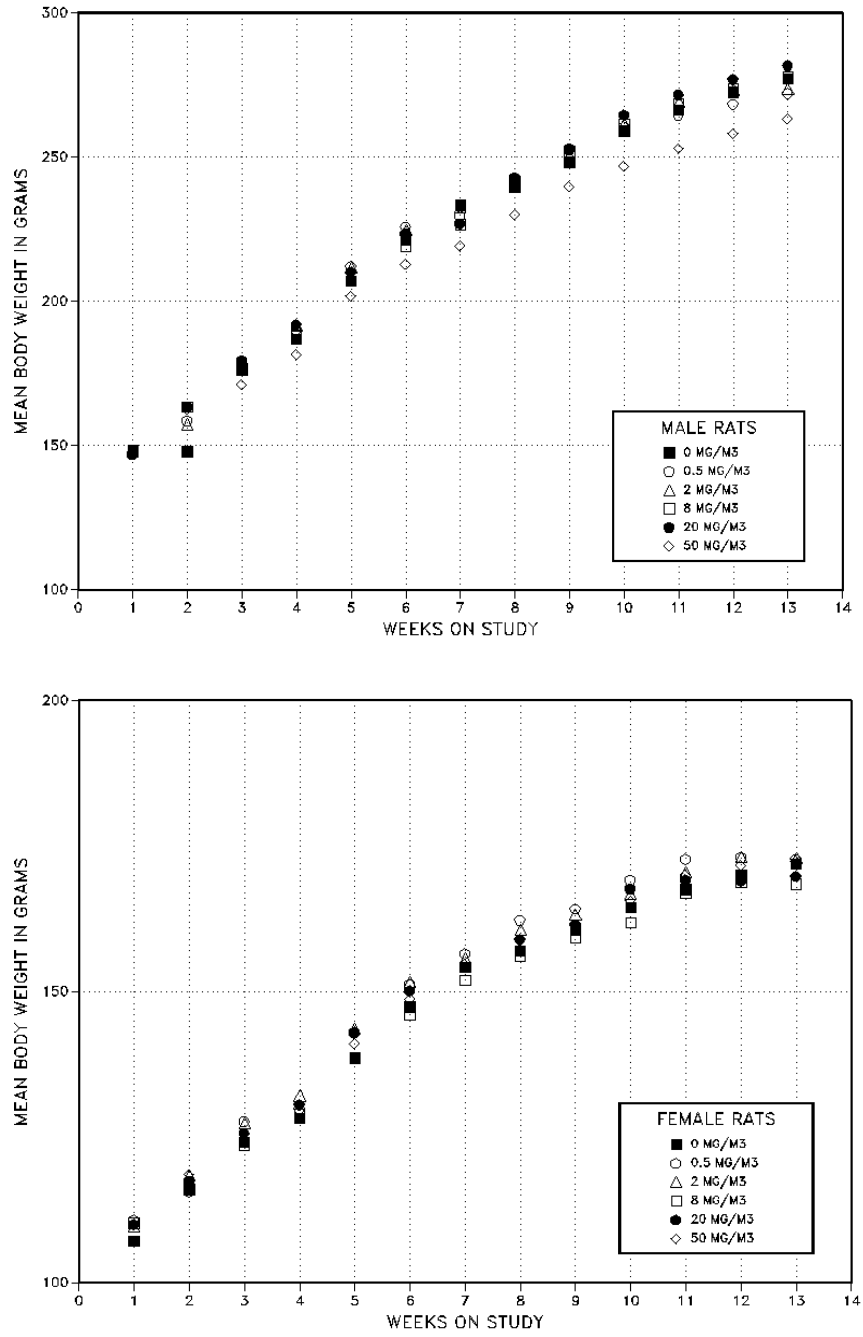 300
250
200
150
100
MEAN BODY WEIGHT IN GRAMS
MALE RATS
0 MG/M3
0.5 MG/M3
2 MG/M3
8 MG/M3
20 MG/M3
50 MG/M3
0 1 2 3 4 5 6 7 8 9 10 11 12 13 14
WEEKS ON STUDY
200
150
100
MEAN BODY WEIGHT IN GRAMS
FEMALE RATS
0 MG/M3
0.5 MG/M3
2 MG/M3
8 MG/M3
20 MG/M3
50 MG/M3
0 1 2 3 4 5 6 7 8 9 10 11 12 13 14
WEEKS ON STUDY